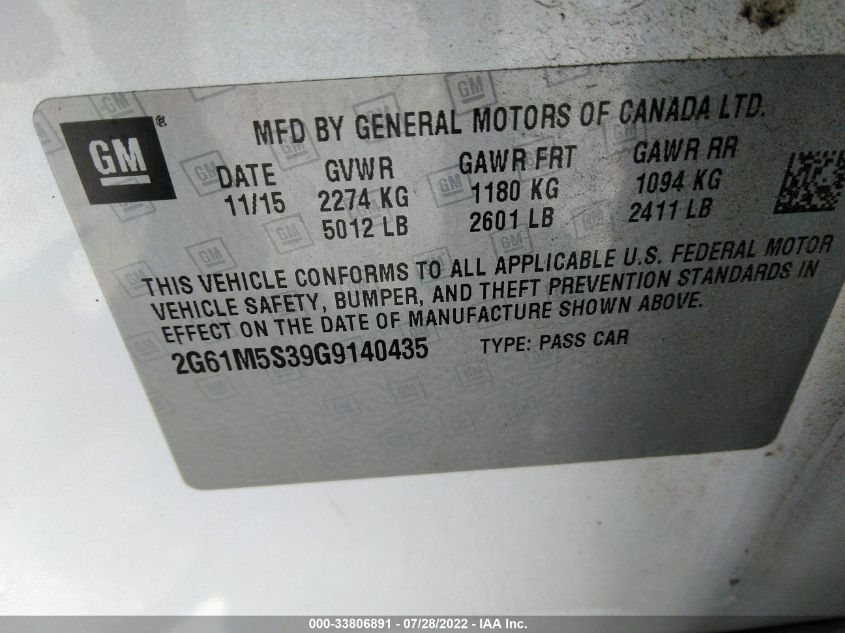 GM ®
MFD BY GENERAL MOTORS OF CANADA LTD.
DATE GVWR GAWR FRT GAWR RR
11/15 2274 KG 1180 KG 1094 KG
5012 LB 2601 LB 2411 LB
THIS VEHICLE CONFORMS TO ALL APPLICABLE U.S. FEDERAL MOTOR
VEHICLE SAFETY, BUMPER, AND THEFT PREVENTION STANDARDS IN
EFFECT ON THE DATE OF MANUFACTURE SHOWN ABOVE.
2G61M5S39G9140435 TYPE: PASS CAR
000-33806891 - 07/28/2022 - IAA Inc.